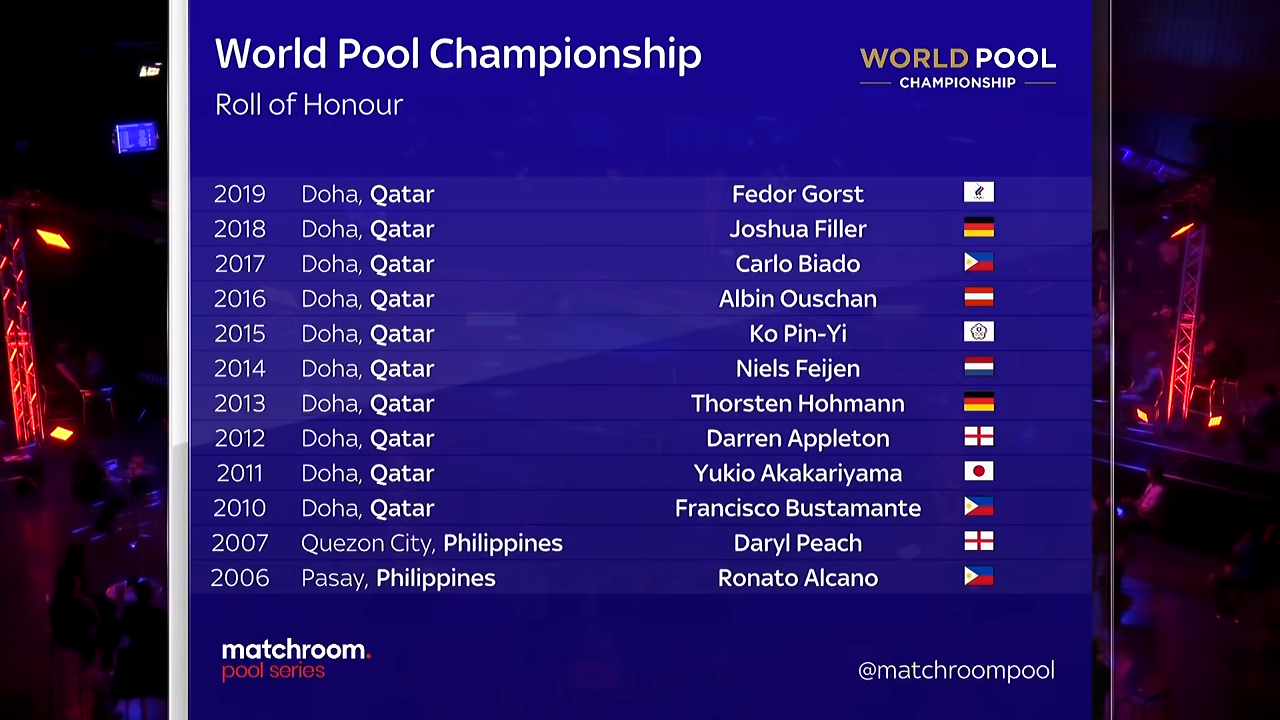 World Pool Championship
Roll of Honour
WORLD POOL
CHAMPIONSHIP
2019 Doha, Qatar Fedor Gorst
2018 Doha, Qatar Joshua Filler
2017 Doha, Qatar Carlo Biado
2016 Doha, Qatar Albin Ouschan
2015 Doha, Qatar Ko Pin-Yi
2014 Doha, Qatar Niels Feijen
2013 Doha, Qatar Thorsten Hohmann
2012 Doha, Qatar Darren Appleton
2011 Doha, Qatar Yukio Akakariyama
2010 Doha, Qatar Francisco Bustamante
2007 Quezon City, Philippines Daryl Peach
2006 Pasay, Philippines Ronato Alcano
matchroom.
pool series
@matchroompool